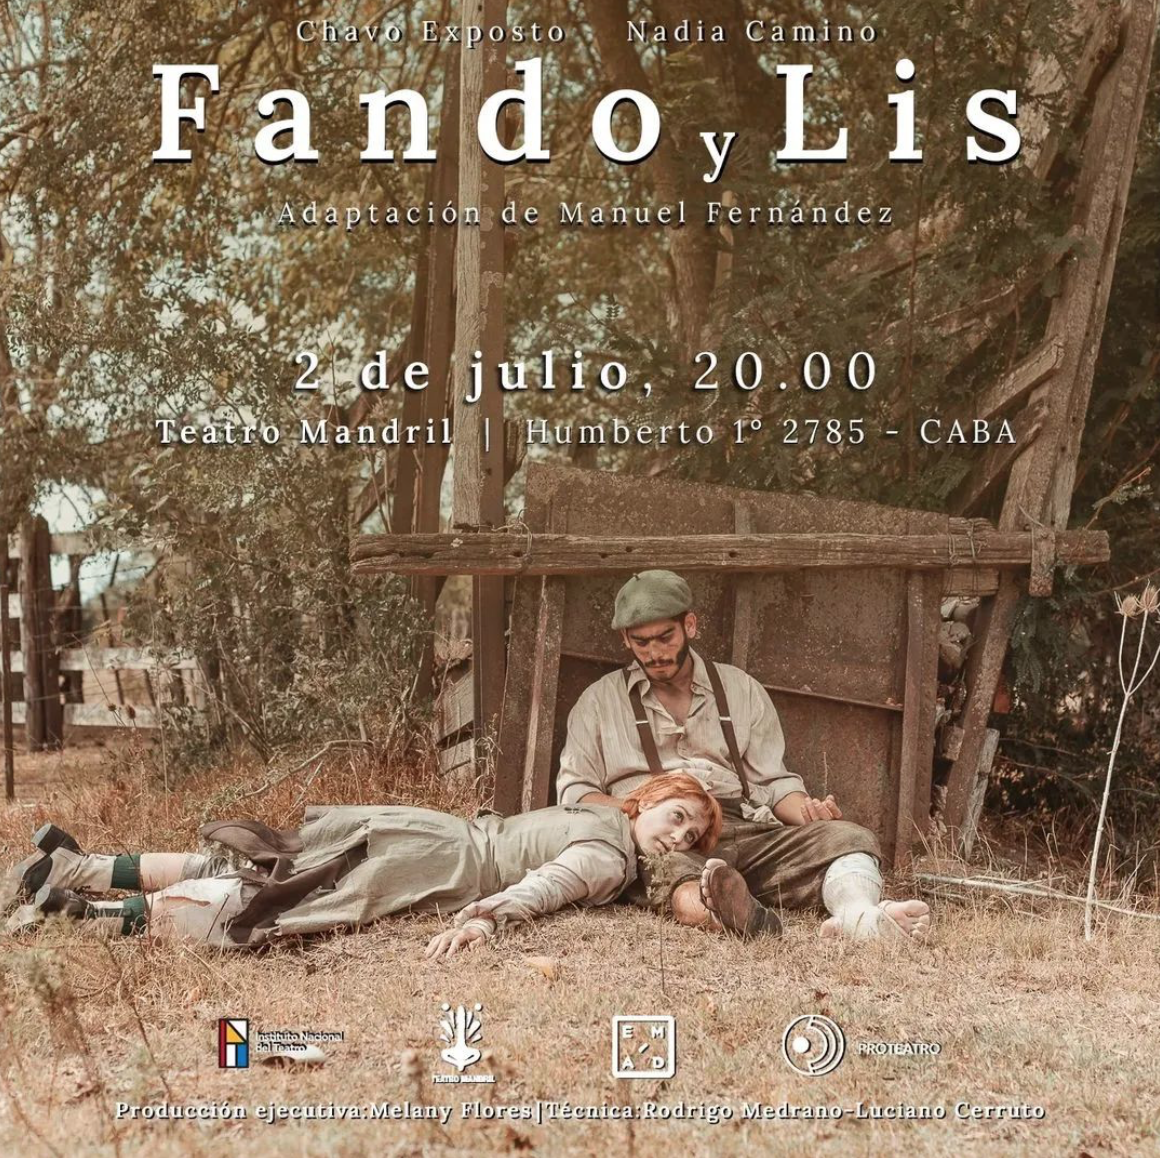 Chavo Exposto Nadia Camino
Fando y Lis
Adaptación de Manuel Fernández
2 de julio, 20.00
Teatro Mandril | Humberto 1° 2785 - CABA
Instituto Nacional
del Teatro
TEATRO MANDRIL
E M
A D
PROTEATRO
Producción ejecutiva:Melany Flores|Técnica:Rodrigo Medrano-Luciano Cerruto